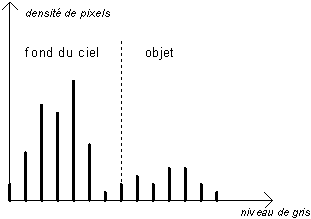 densité de pixels
fond du ciel objet
niveau de gris